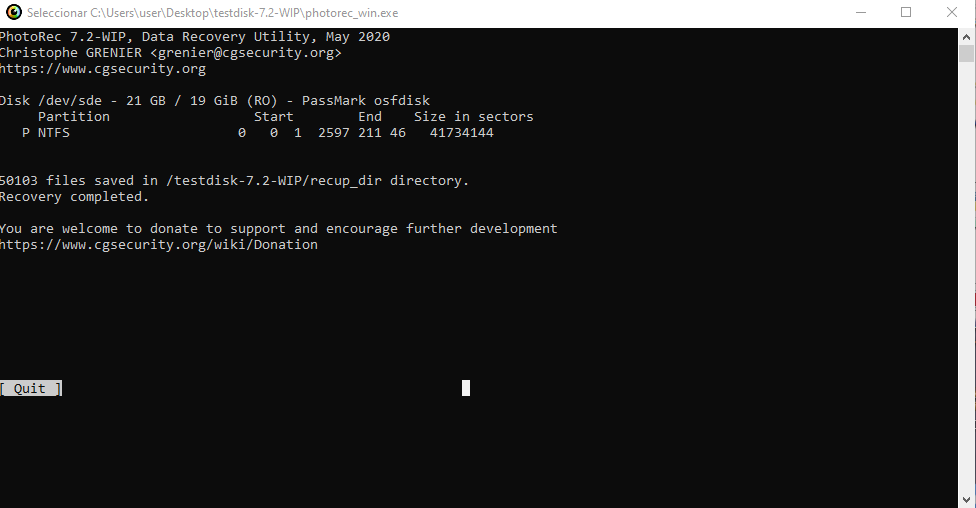 Seleccionar C:\Users\user\Desktop\testdisk-7.2-WIP\photorec_win.exe
PhotoRec 7.2-WIP, Data Recovery Utility, May 2020
Christophe GRENIER <grenier@cgsecurity.org>
https://www.cgsecurity.org
Disk /dev/sde - 21 GB / 19 GiB (RO) - PassMark osfdisk
Partition Start End Size in sectors
P NTFS 0 0 1 2597 211 46 41734144
50103 files saved in /testdisk-7.2-WIP/recup_dir directory.
Recovery completed.
You are welcome to donate to support and encourage further development
https://www.cgsecurity.org/wiki/Donation
[ Quit ]